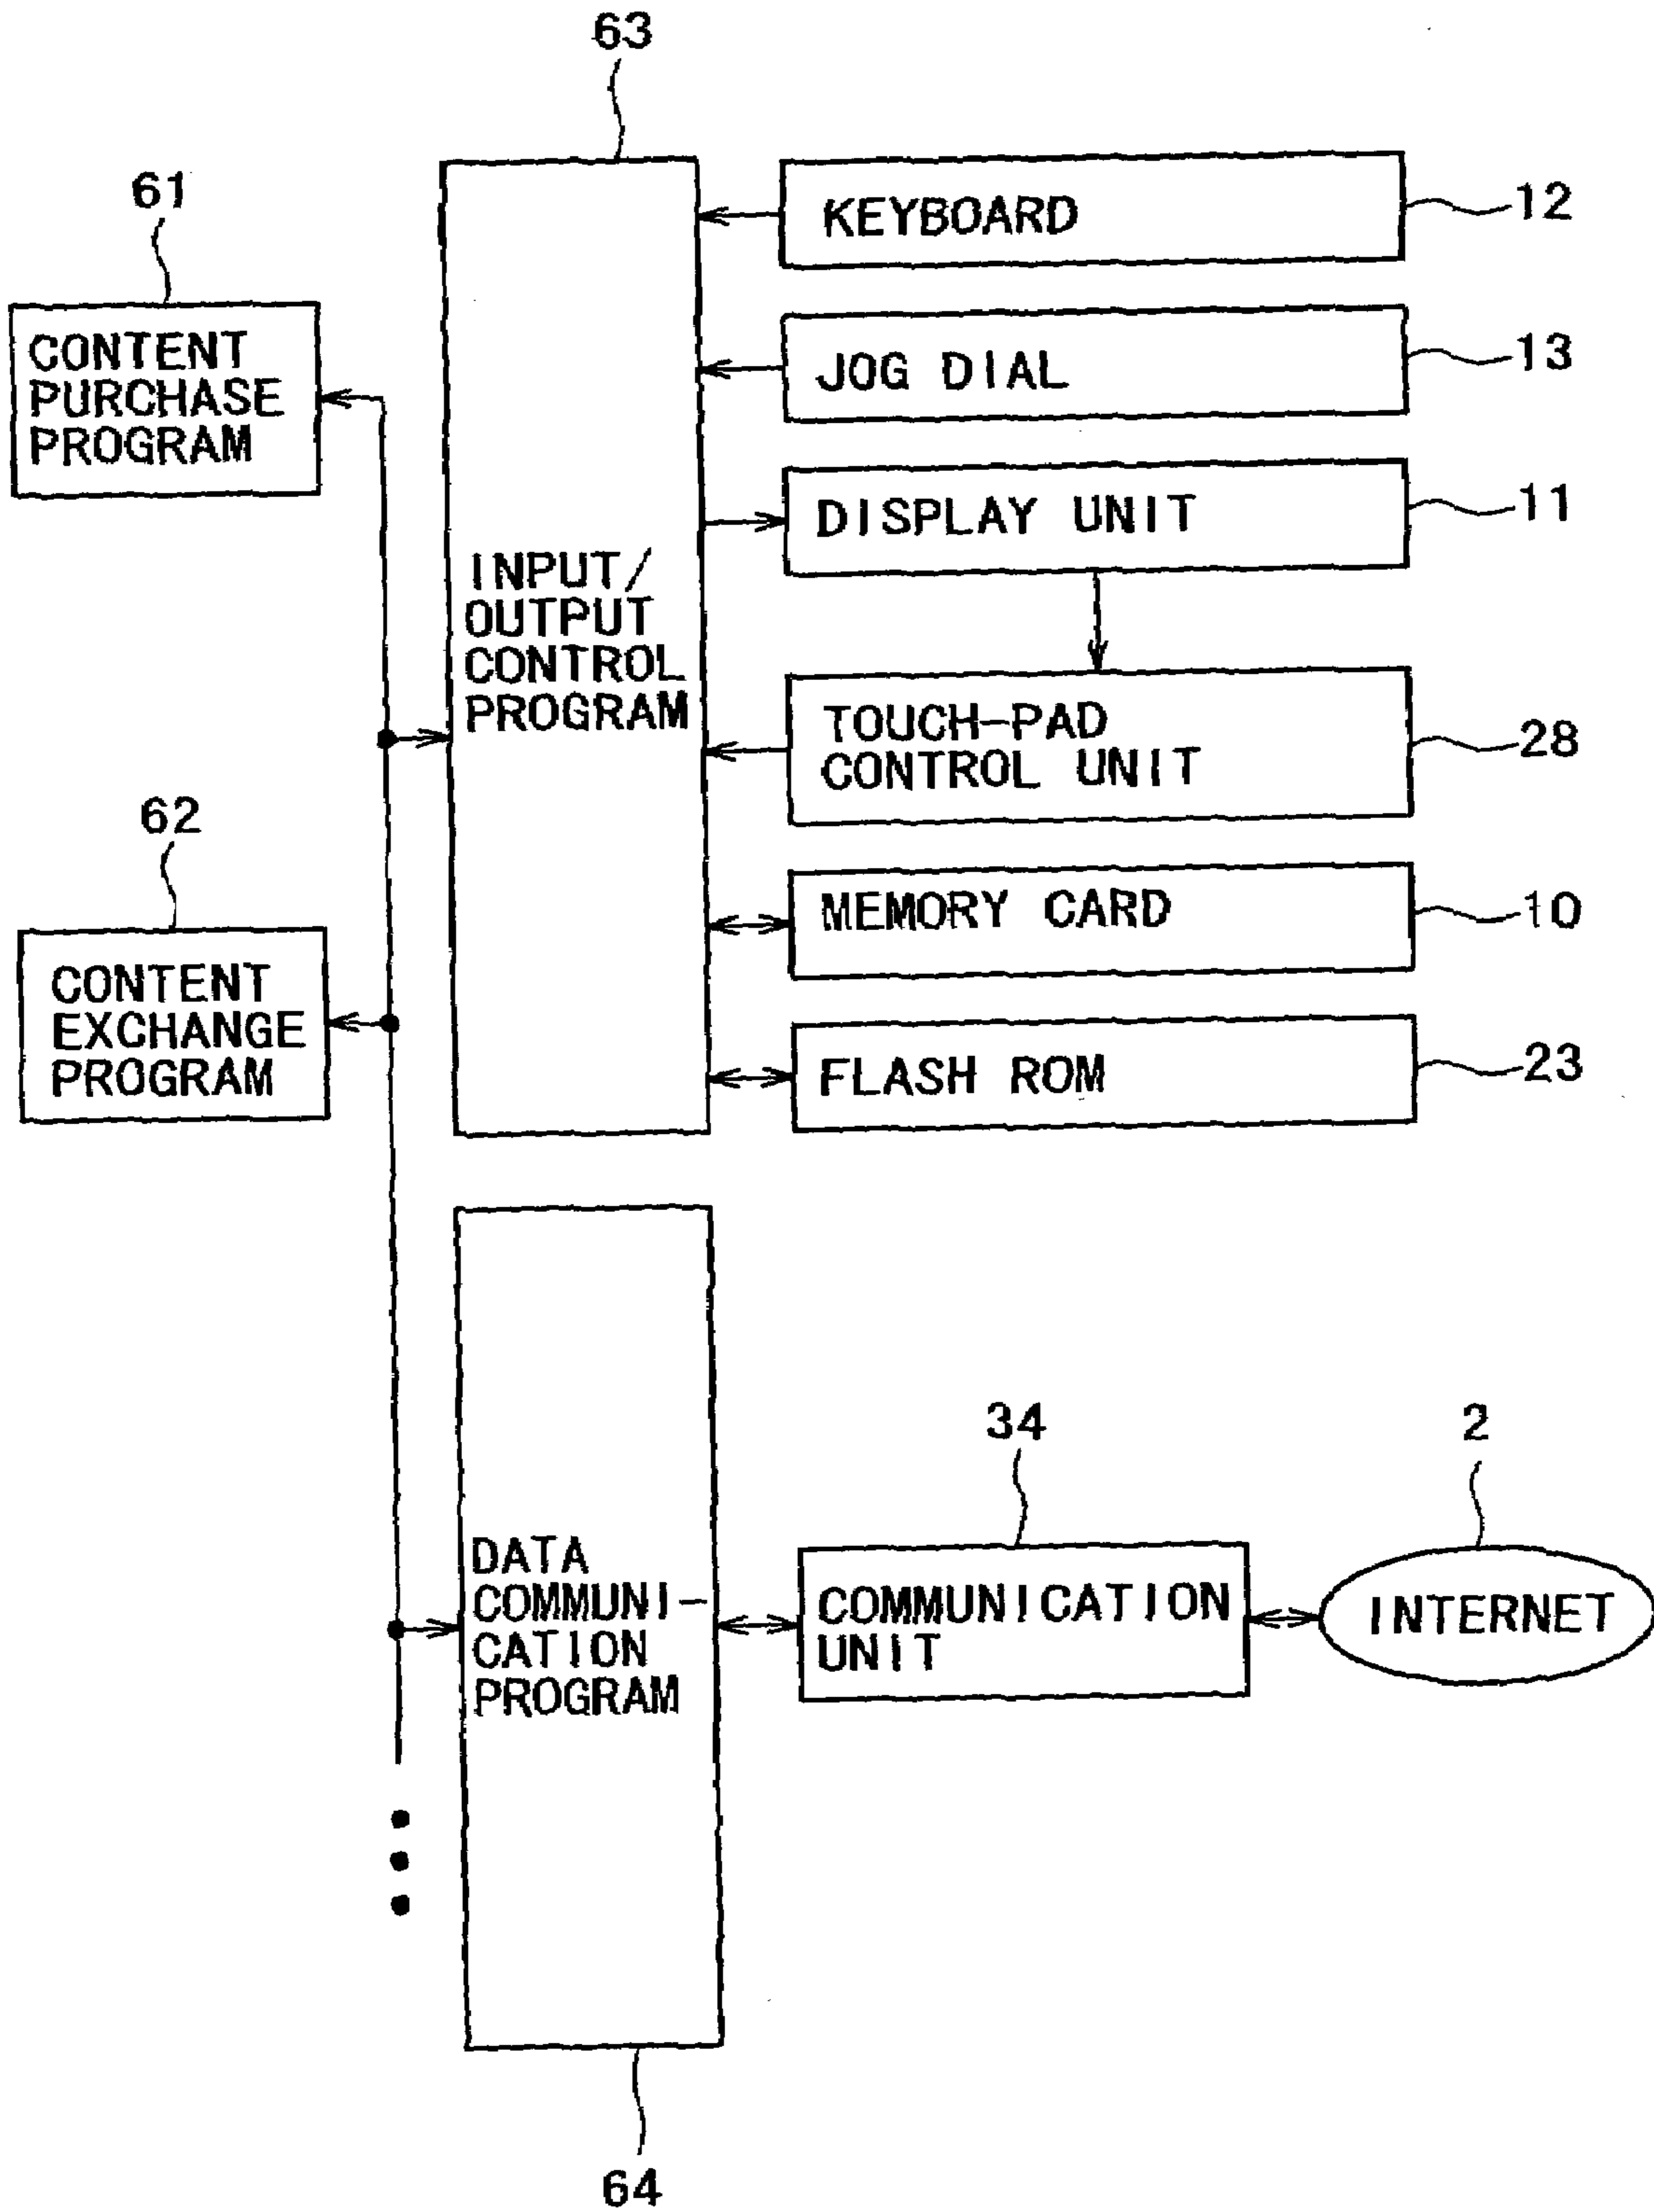 63
KEYBOARD
12
61
CONTENT
PURCHASE
PROGRAM
JOG DIAL
13
DISPLAY UNIT
11
INPUT/
OUTPUT
CONTROL
PROGRAM
TOUCH-PAD
CONTROL UNIT
28
62
CONTENT
EXCHANGE
PROGRAM
MEMORY CARD
10
FLASH ROM
23
DATA
COMMUNI-
CATION
PROGRAM
34
COMMUNICATION
UNIT
2
INTERNET
64